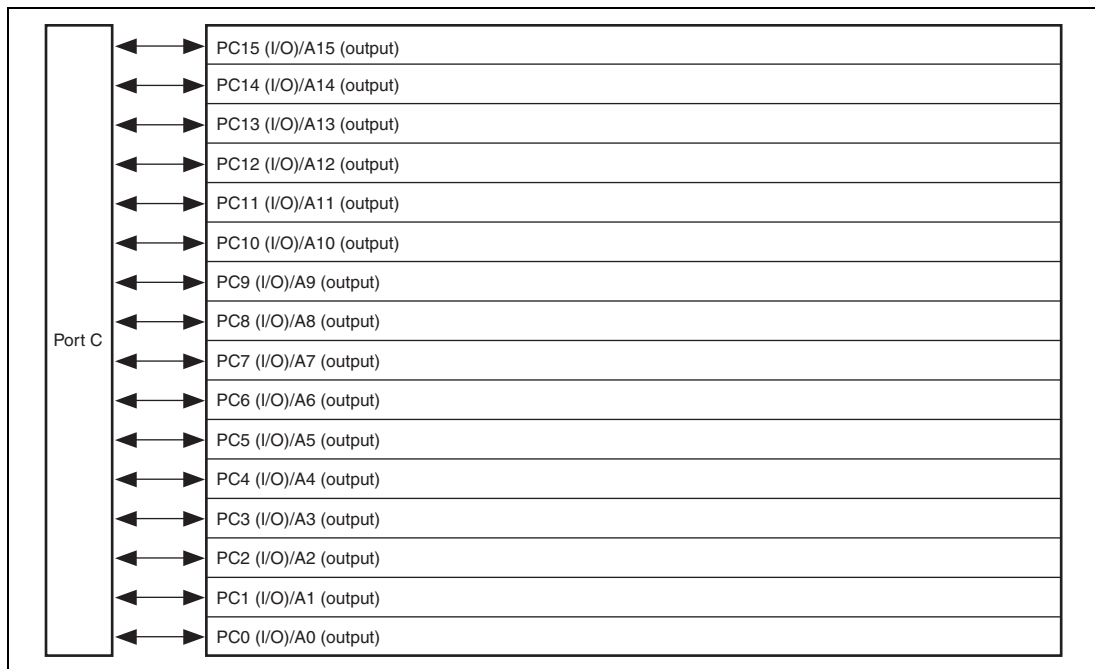 PC15 (I/O)/A15 (output)
PC14 (I/O)/A14 (output)
PC13 (I/O)/A13 (output)
PC12 (I/O)/A12 (output)
PC11 (I/O)/A11 (output)
PC10 (I/O)/A10 (output)
PC9 (I/O)/A9 (output)
PC8 (I/O)/A8 (output)
Port C
PC7 (I/O)/A7 (output)
PC6 (I/O)/A6 (output)
PC5 (I/O)/A5 (output)
PC4 (I/O)/A4 (output)
PC3 (I/O)/A3 (output)
PC2 (I/O)/A2 (output)
PC1 (I/O)/A1 (output)
PC0 (I/O)/A0 (output)